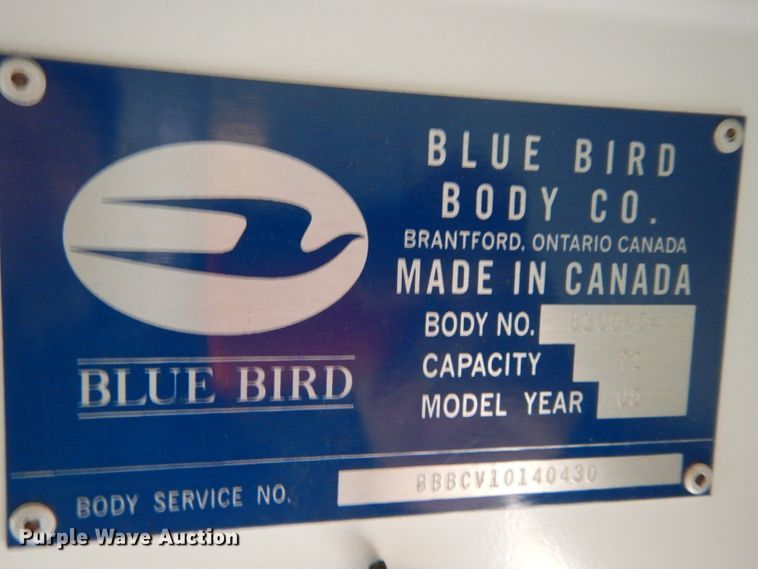 BLUE BIRD
BLUE BIRD
BODY CO.
BRANTFORD, ONTARIO CANADA
MADE IN CANADA
BODY NO.
CAPACITY 71
MODEL YEAR
BODY SERVICE NO. BBBCV10140430
Purple Wave Auction